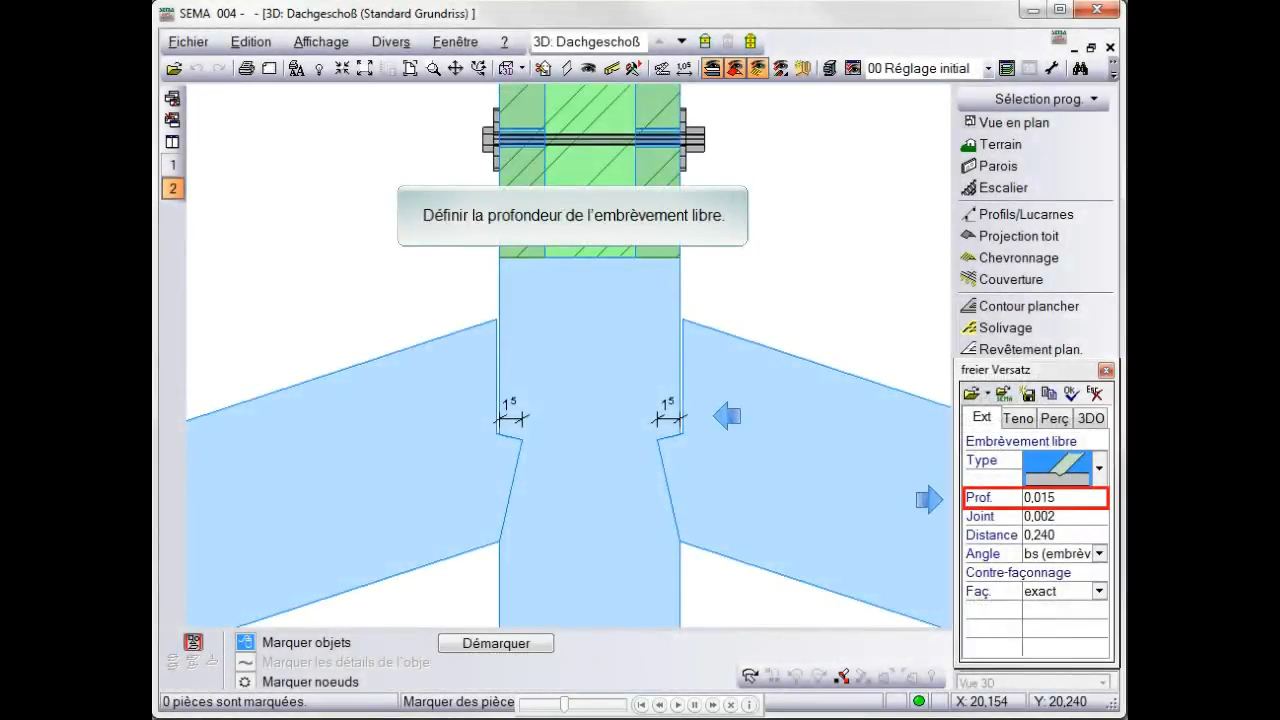 SEMA 004 - - [3D: Dachgeschoß (Standard Grundriss) ]
Fichier Edition Affichage Divers Fenêtre ? 3D: Dachgeschoß
00 Réglage initial
1
2
Définir la profondeur de l'embrèvement libre.
1⁵ 1⁵
Sélection prog.
Vue en plan
Terrain
Parois
Escalier
Profils/Lucarnes
Projection toit
Chevronnage
Couverture
Contour plancher
Solivage
Revêtement plan.
freier Versatz
Ext Teno Perç 3DO
Embrèvement libre
Type
Prof. 0,015
Joint 0,002
Distance 0,240
Angle bs (embrèv
Contre-façonnage
Faç. exact
Marquer objets Démarquer
Marquer les détails de l'obje
Marquer noeuds
Vue 3D
0 pièces sont marquées. Marquer des pièce X: 20,154 Y: 20,240